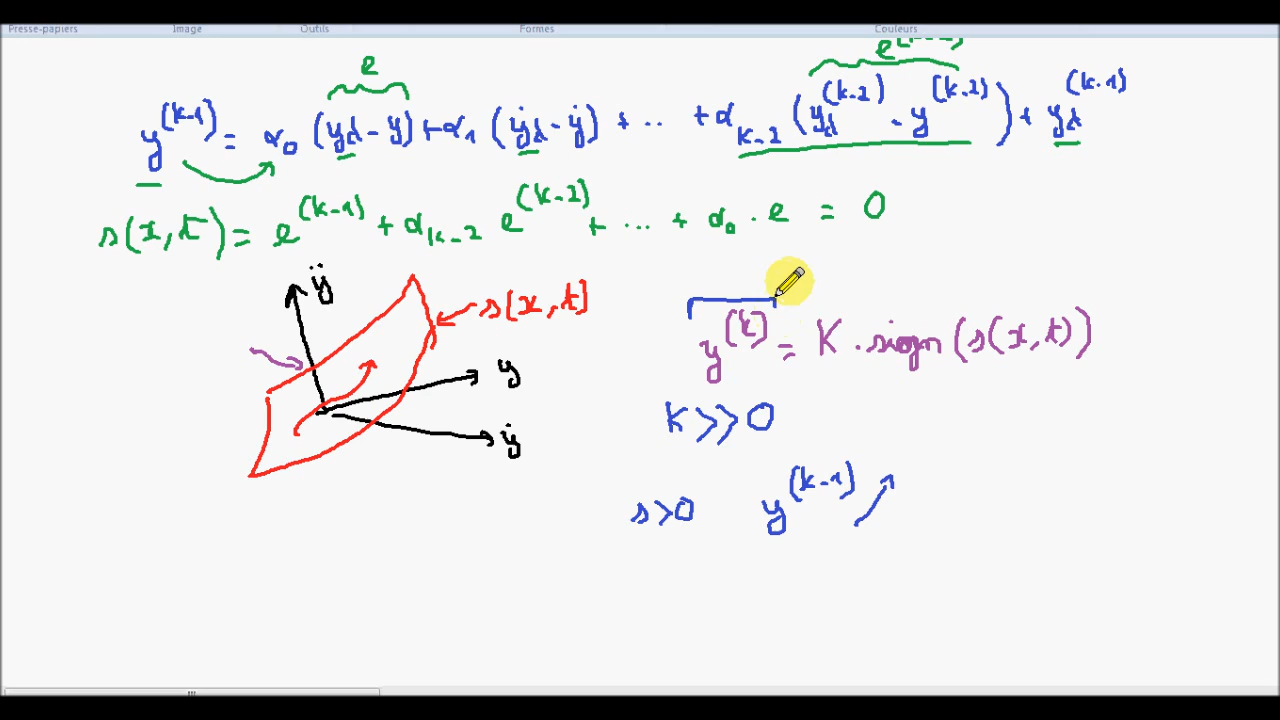 Presse-papiers Image Outils Formes Couleurs
e
y^(k-1) = α₀ (yd - y) + α₁ (ẏd - ẏ) + .. + α_{k-2} (yd^(k-2) - y^(k-2)) + yd^(k-1)
s(x,t) = e^(k-1) + α_{k-2} e^(k-2) + ... + α₀ . e = 0
ÿ
s(x,t)
y
ẏ
y^(k) = K . sign (s(x,t))
K >> 0
s > 0 y^(k-1) ↗